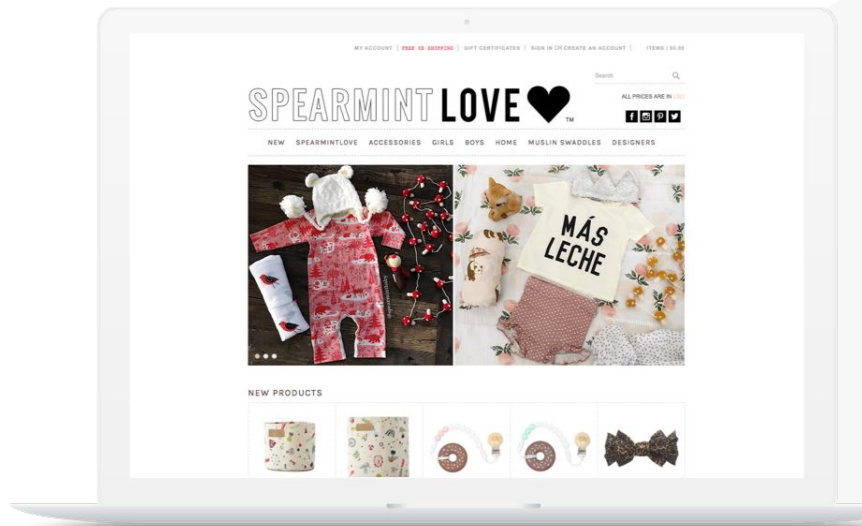 MY ACCOUNT | FREE US SHIPPING | GIFT CERTIFICATES | SIGN IN OR CREATE AN ACCOUNT | ITEMS / $0.00
Search
ALL PRICES ARE IN USD
SPEARMINT LOVE TM
NEW SPEARMINTLOVE ACCESSORIES GIRLS BOYS HOME MUSLIN SWADDLES DESIGNERS
MÁS
LECHE
NEW PRODUCTS